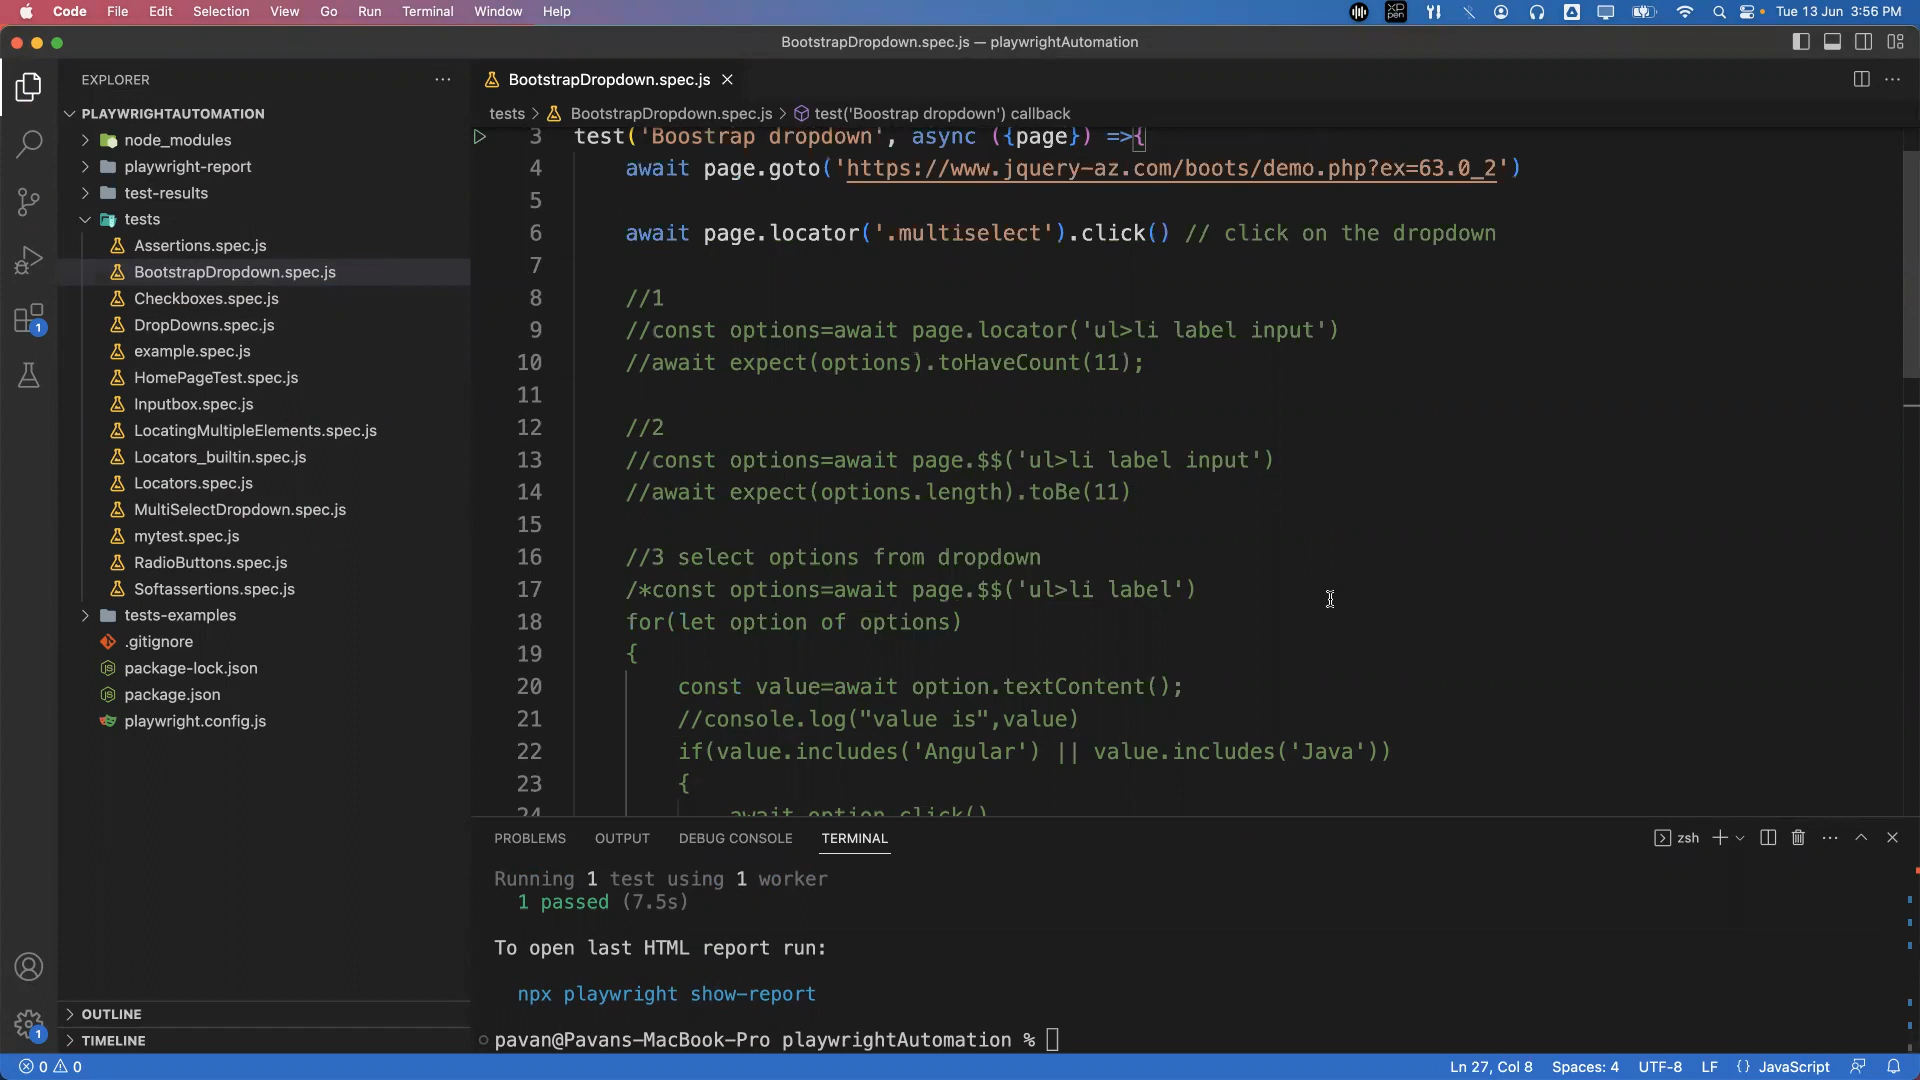 Code File Edit Selection View Go Run Terminal Window Help
XP pen
Tue 13 Jun 3:56 PM
BootstrapDropdown.spec.js — playwrightAutomation
EXPLORER
PLAYWRIGHTAUTOMATION
node_modules
playwright-report
test-results
tests
Assertions.spec.js
BootstrapDropdown.spec.js
Checkboxes.spec.js
DropDowns.spec.js
example.spec.js
HomePageTest.spec.js
Inputbox.spec.js
LocatingMultipleElements.spec.js
Locators_builtin.spec.js
Locators.spec.js
MultiSelectDropdown.spec.js
mytest.spec.js
RadioButtons.spec.js
Softassertions.spec.js
tests-examples
.gitignore
package-lock.json
package.json
playwright.config.js
OUTLINE
TIMELINE
1
1
BootstrapDropdown.spec.js
tests > BootstrapDropdown.spec.js > test('Boostrap dropdown') callback
3 test('Boostrap dropdown', async ({page}) =>{
4 await page.goto('https://www.jquery-az.com/boots/demo.php?ex=63.0_2')
5
6 await page.locator('.multiselect').click() // click on the dropdown
7
8 //1
9 //const options=await page.locator('ul>li label input')
10 //await expect(options).toHaveCount(11);
11
12 //2
13 //const options=await page.$$('ul>li label input')
14 //await expect(options.length).toBe(11)
15
16 //3 select options from dropdown
17 /*const options=await page.$$('ul>li label')
18 for(let option of options)
19 {
20 const value=await option.textContent();
21 //console.log("value is",value)
22 if(value.includes('Angular') || value.includes('Java'))
23 {
24 await option.click()
PROBLEMS OUTPUT DEBUG CONSOLE TERMINAL
zsh
Running 1 test using 1 worker
1 passed (7.5s)
To open last HTML report run:
npx playwright show-report
pavan@Pavans-MacBook-Pro playwrightAutomation %
0 0
Ln 27, Col 8 Spaces: 4 UTF-8 LF {} JavaScript